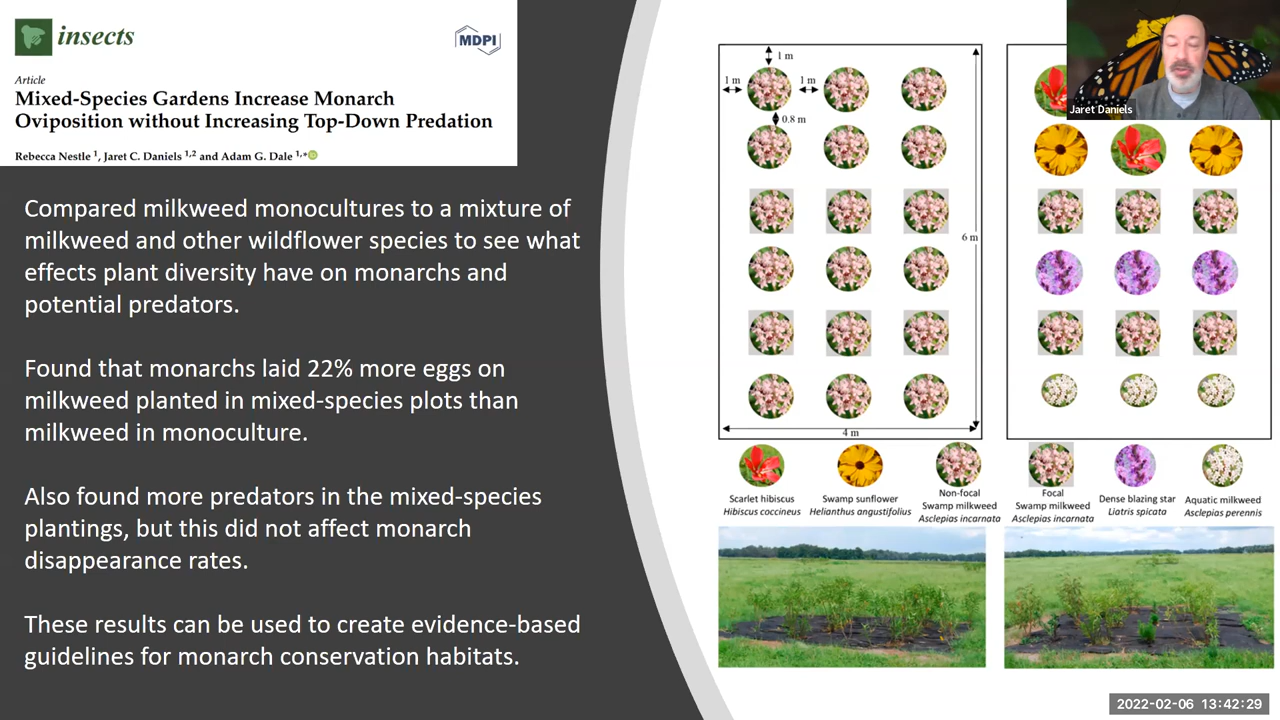 insects
MDPI
Article
Mixed-Species Gardens Increase Monarch
Oviposition without Increasing Top-Down Predation
Rebecca Nestle 1, Jaret C. Daniels 1,2 and Adam G. Dale 1,*
Compared milkweed monocultures to a mixture of
milkweed and other wildflower species to see what
effects plant diversity have on monarchs and
potential predators.
Found that monarchs laid 22% more eggs on
milkweed planted in mixed-species plots than
milkweed in monoculture.
Also found more predators in the mixed-species
plantings, but this did not affect monarch
disappearance rates.
These results can be used to create evidence-based
guidelines for monarch conservation habitats.
1 m
1 m
1 m
0.8 m
6 m
4 m
Scarlet hibiscus
Hibiscus coccineus
Swamp sunflower
Helianthus angustifolius
Non-focal
Swamp milkweed
Asclepias incarnata
Focal
Swamp milkweed
Asclepias incarnata
Dense blazing star
Liatris spicata
Aquatic milkweed
Asclepias perennis
Jaret Daniels
2022-02-06 13:42:29